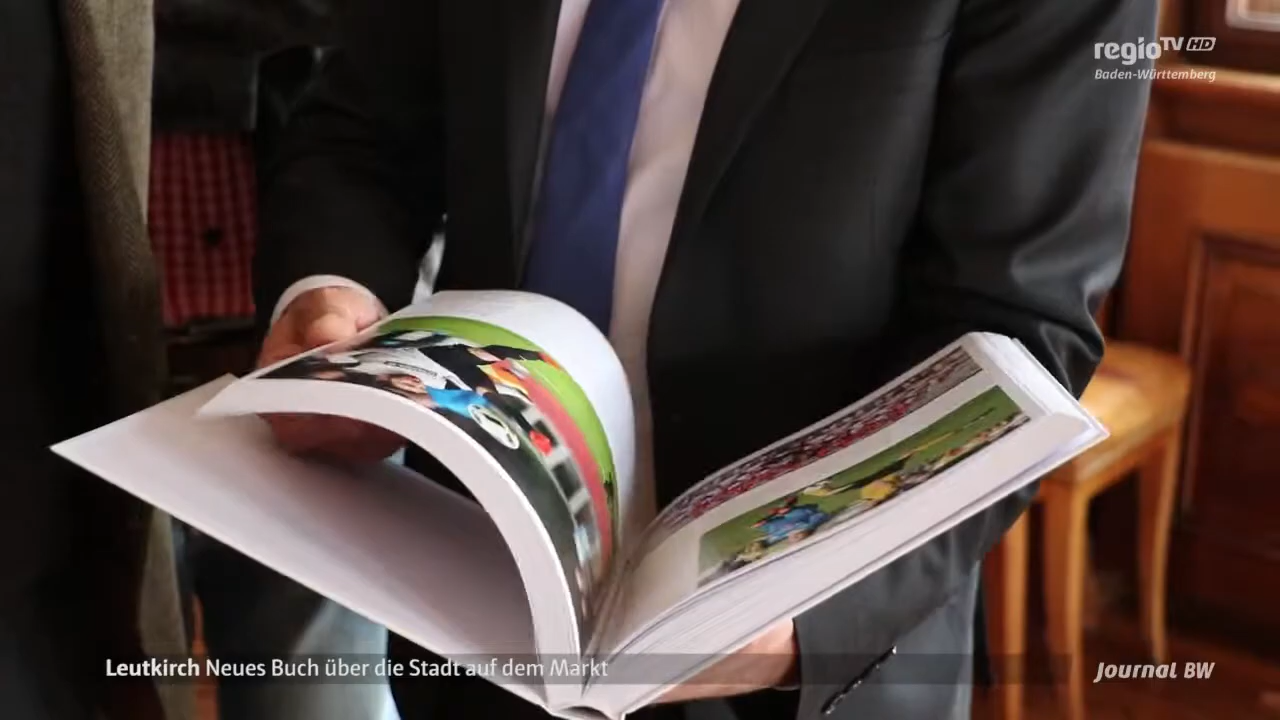 regioTV HD
Baden-Württemberg
Leutkirch Neues Buch über die Stadt auf dem Markt
Journal BW